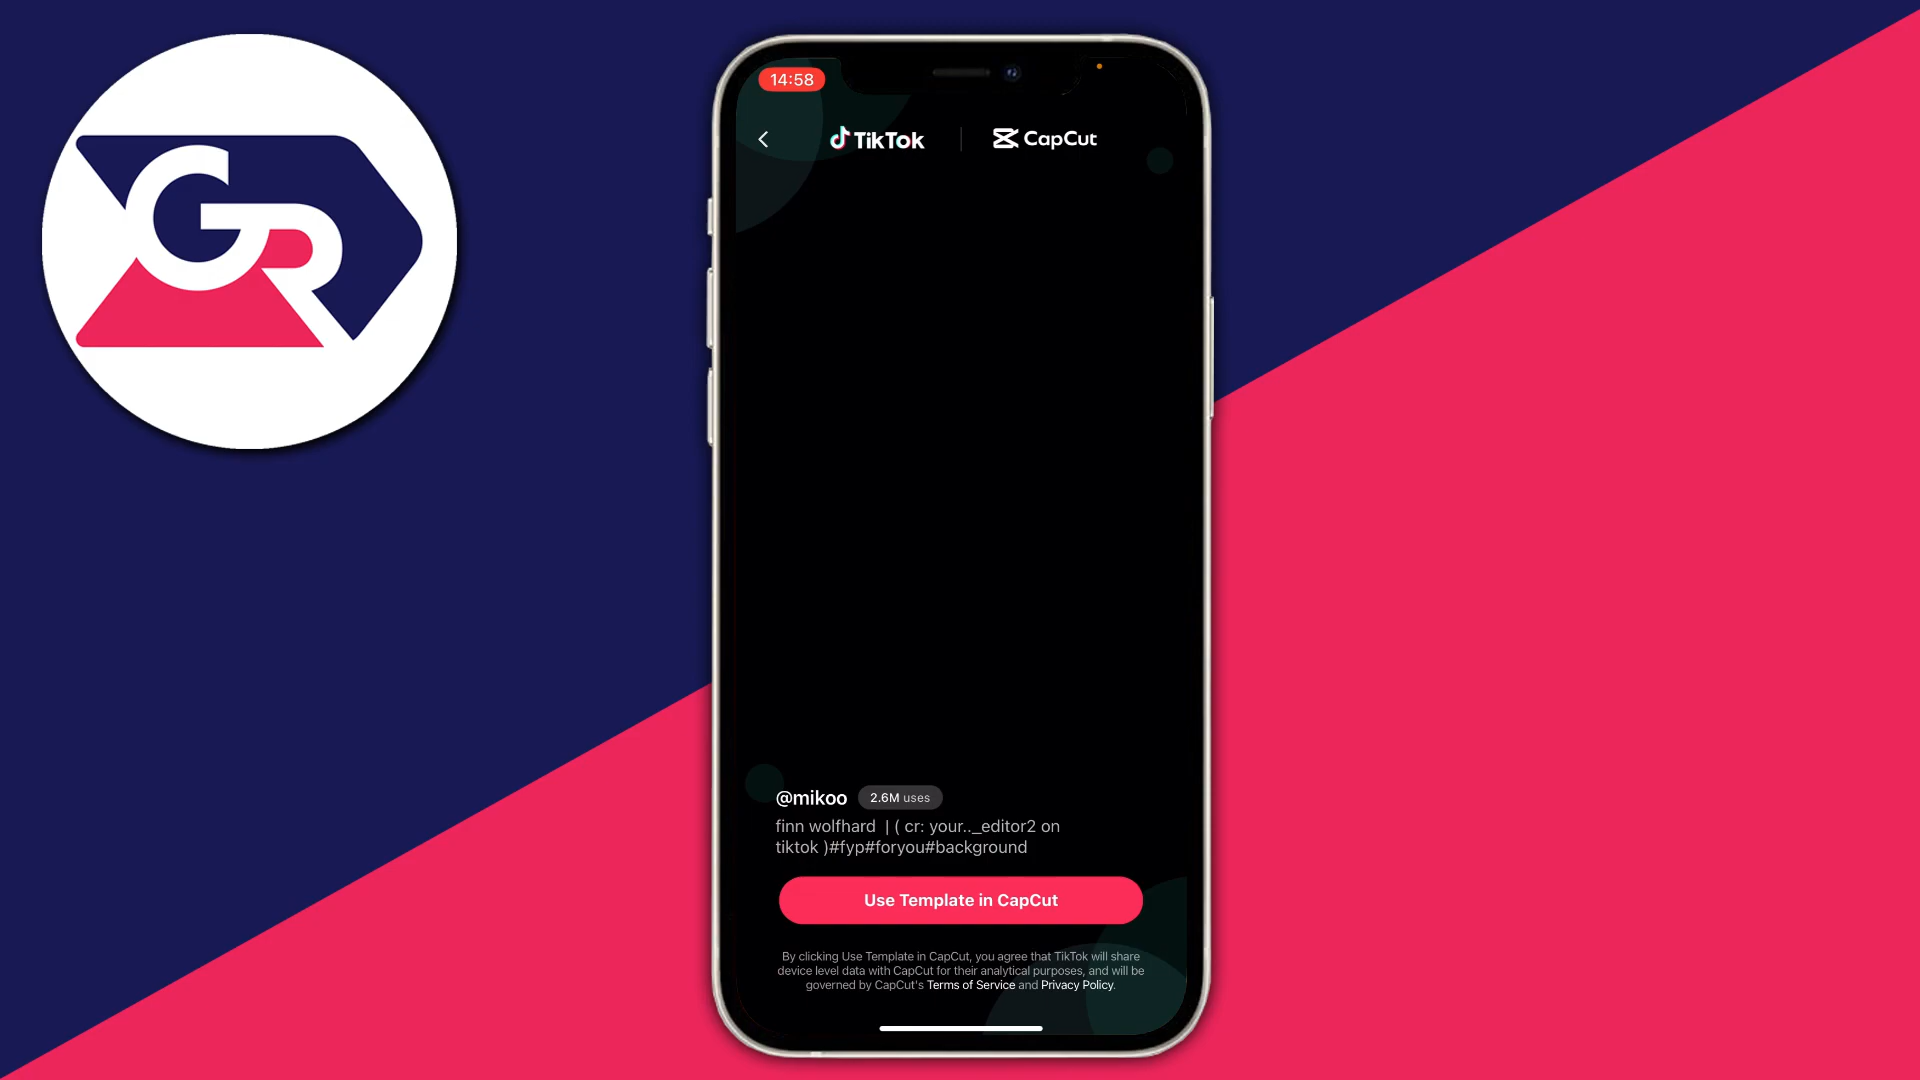 GR
14:58
TikTok | CapCut
@mikoo 2.6M uses
finn wolfhard | ( cr: your.._editor2 on
tiktok )#fyp#foryou#background
Use Template in CapCut
By clicking Use Template in CapCut, you agree that TikTok will share
device level data with CapCut for their analytical purposes, and will be
governed by CapCut's Terms of Service and Privacy Policy.